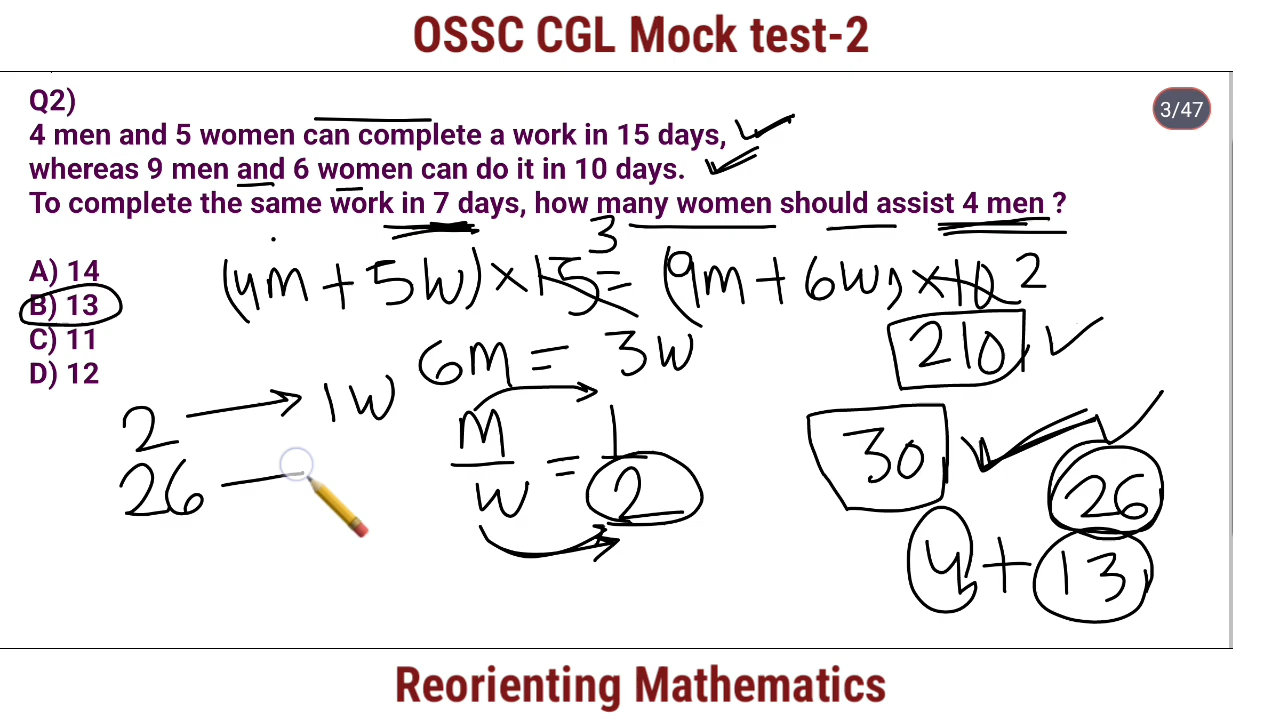 OSSC CGL Mock test-2
Q2)
3/47
4 men and 5 women can complete a work in 15 days,
whereas 9 men and 6 women can do it in 10 days.
To complete the same work in 7 days, how many women should assist 4 men ?
A) 14
B) 13
C) 11
D) 12
3
(4m + 5W) × 15 = (9m + 6W) × 10 2
6m = 3W
210
2 → 1W
M/W = 1/2
30
26
26
4 + 13
Reorienting Mathematics